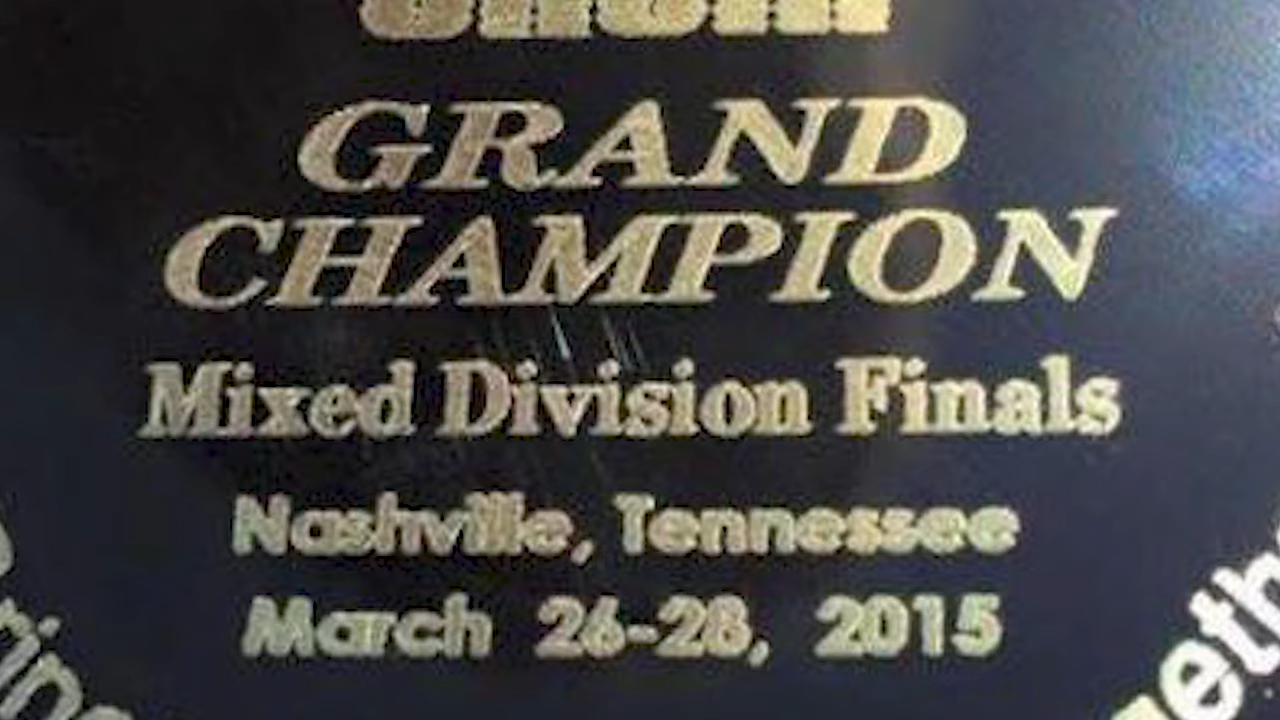 GRAND
CHAMPION
Mixed Division Finals
Nashville, Tennessee
March 26-28, 2015